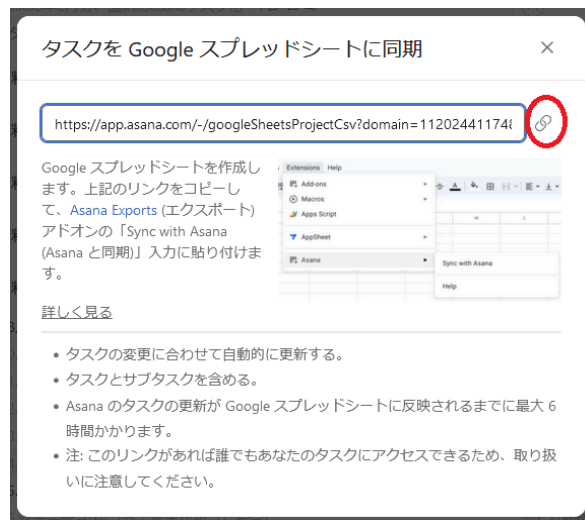 タスクを Google スプレッドシートに同期
https://app.asana.com/-/googleSheetsProjectCsv?domain=11202441174
Google スプレッドシートを作成し
ます。上記のリンクをコピーし
て、Asana Exports (エクスポート)
アドオンの「Sync with Asana
(Asana と同期)」入力に貼り付けま
す。
Extensions Help
Add-ons
Macros
Apps Script
AppSheet
Asana
Sync with Asana
Help
詳しく見る
• タスクの変更に合わせて自動的に更新する。
• タスクとサブタスクを含める。
• Asana のタスクの更新が Google スプレッドシートに反映されるまでに最大 6
時間かかります。
• 注: このリンクがあれば誰でもあなたのタスクにアクセスできるため、取り扱
いに注意してください。